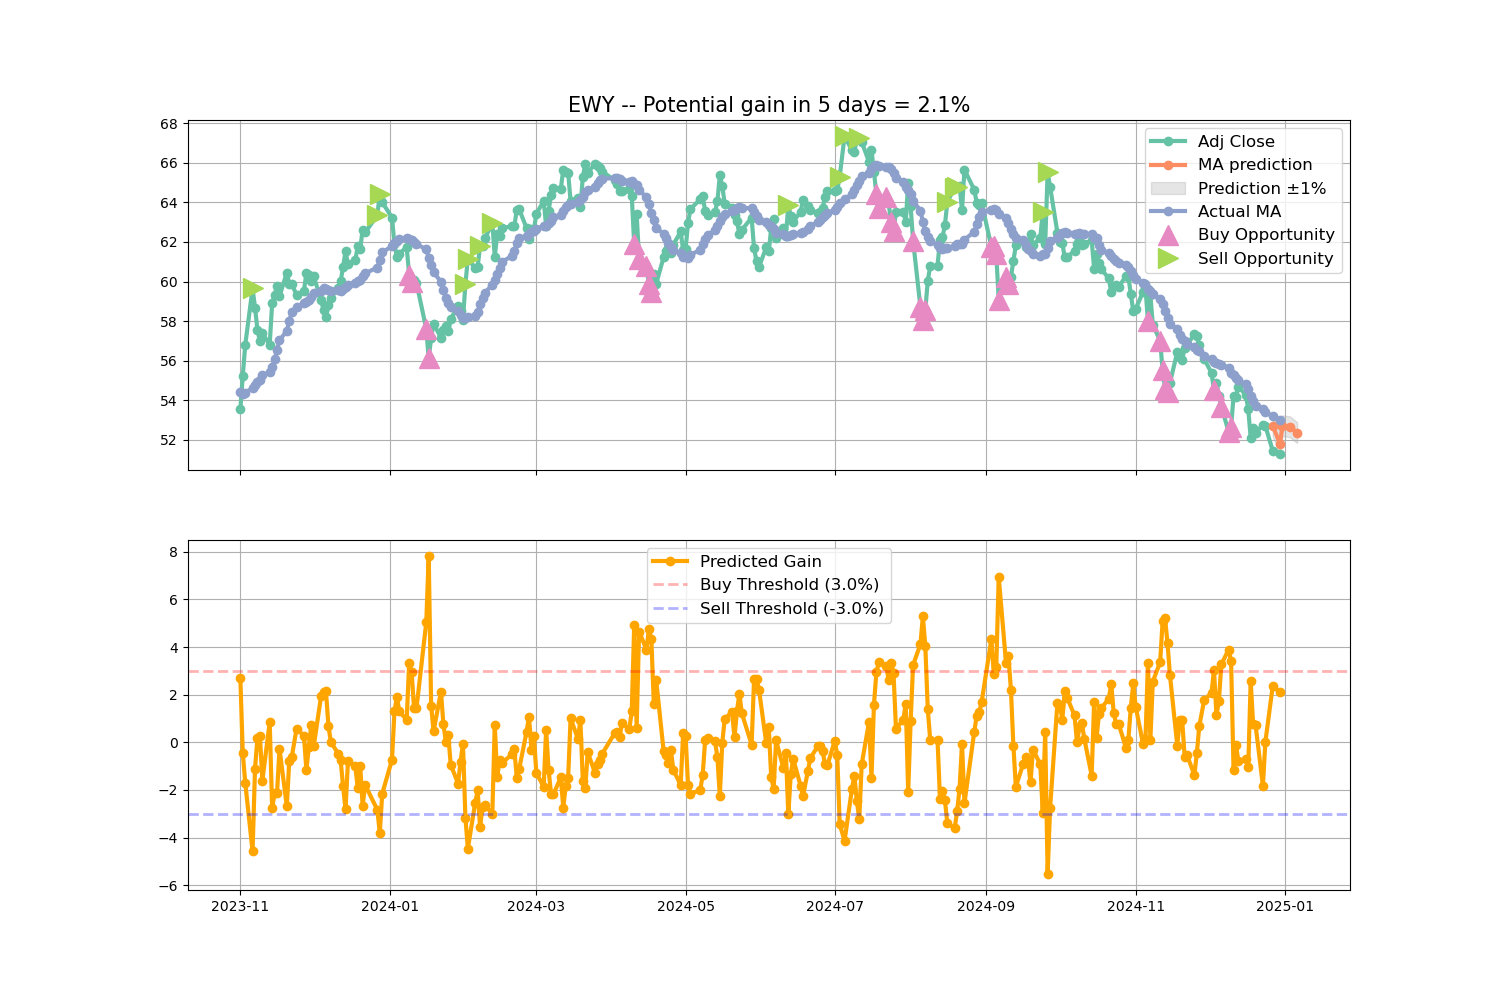 EWY -- Potential gain in 5 days = 2.1%
68
66
64
62
60
58
56
54
52
Adj Close
MA prediction
Prediction ±1%
Actual MA
Buy Opportunity
Sell Opportunity
8
6
4
2
0
−2
−4
−6
Predicted Gain
Buy Threshold (3.0%)
Sell Threshold (-3.0%)
2023-11 2024-01 2024-03 2024-05 2024-07 2024-09 2024-11 2025-01